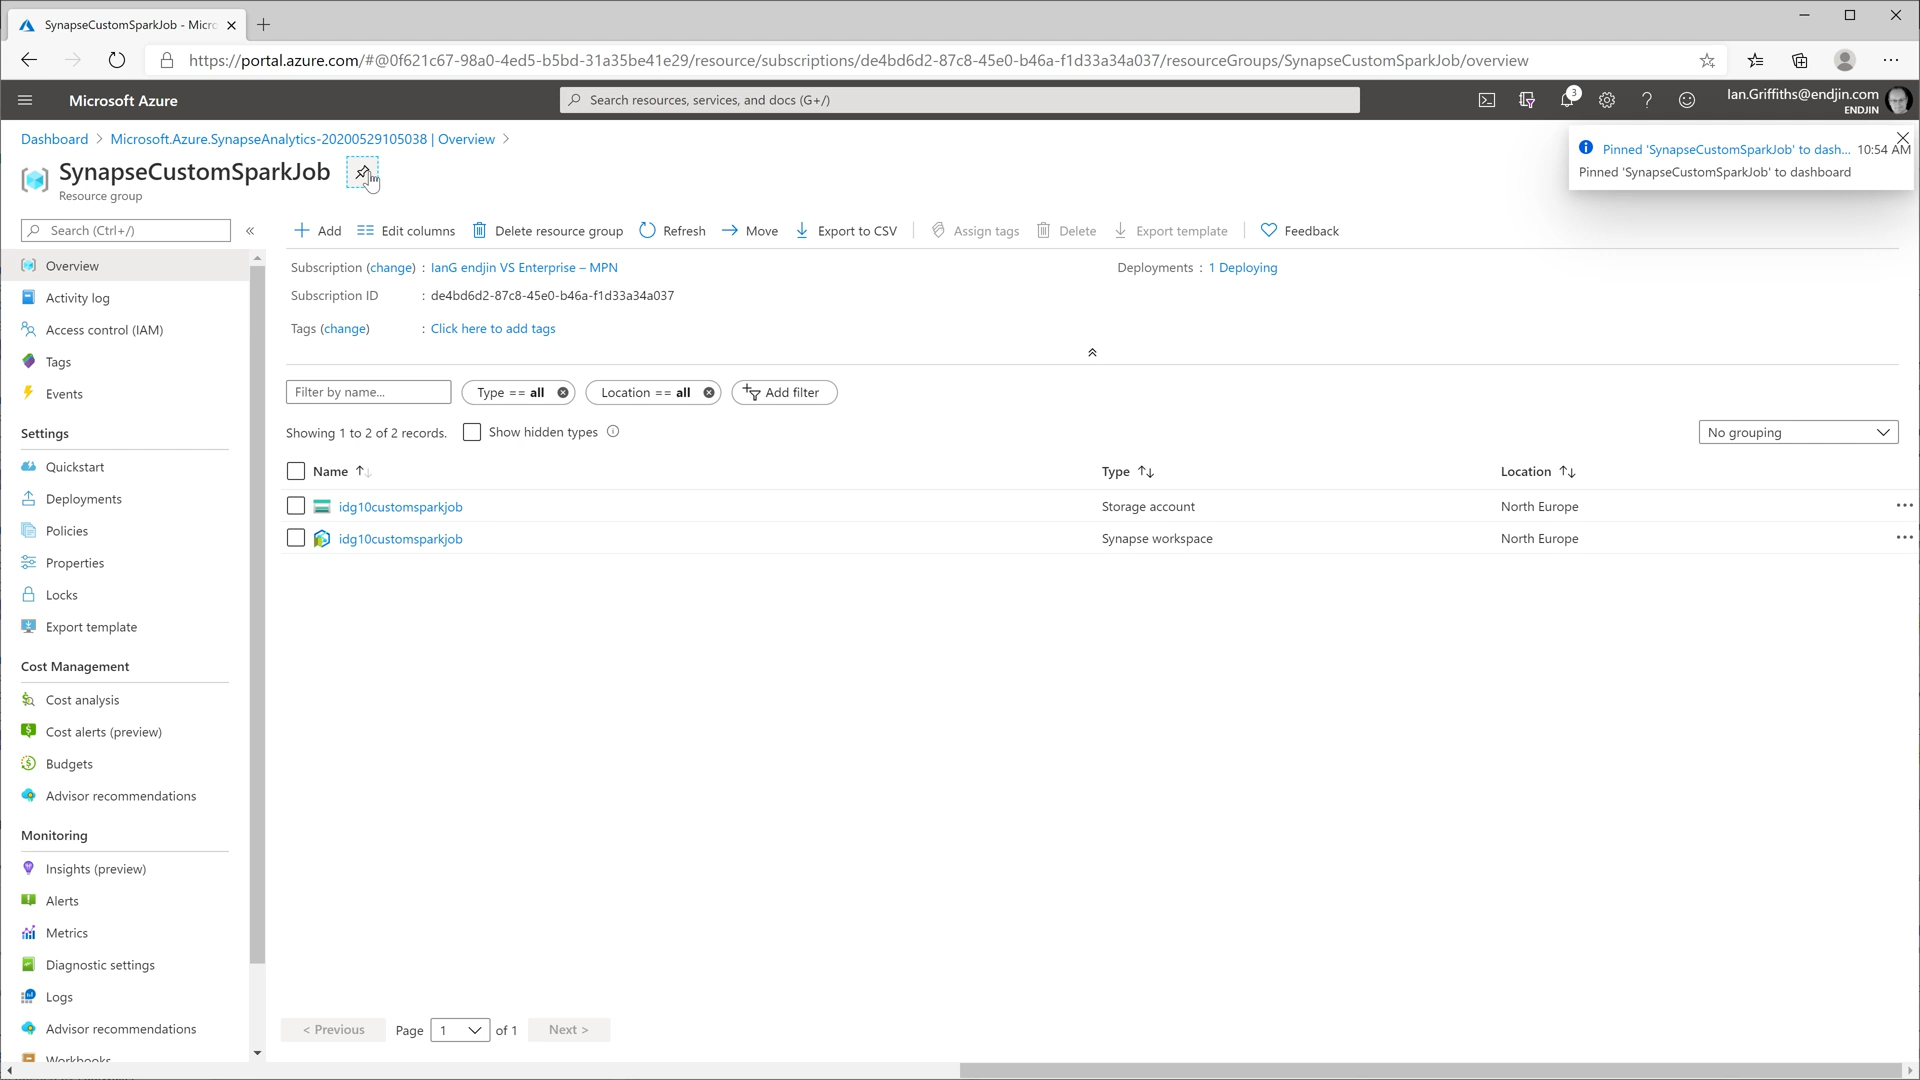 SynapseCustomSparkJob - Micro
https://portal.azure.com/#@0f621c67-98a0-4ed5-b5bd-31a35be41e29/resource/subscriptions/de4bd6d2-87c8-45e0-b46a-f1d33a34a037/resourceGroups/SynapseCustomSparkJob/overview
Microsoft Azure
Search resources, services, and docs (G+/)
3
Ian.Griffiths@endjin.com
ENDJIN
Dashboard > Microsoft.Azure.SynapseAnalytics-20200529105038 | Overview >
Pinned 'SynapseCustomSparkJob' to dash... 10:54 AM
Pinned 'SynapseCustomSparkJob' to dashboard
SynapseCustomSparkJob
Resource group
Search (Ctrl+/)
Add
Edit columns
Delete resource group
Refresh
Move
Export to CSV
Assign tags
Delete
Export template
Feedback
Overview
Activity log
Access control (IAM)
Tags
Events
Settings
Quickstart
Deployments
Policies
Properties
Locks
Export template
Cost Management
Cost analysis
Cost alerts (preview)
Budgets
Advisor recommendations
Monitoring
Insights (preview)
Alerts
Metrics
Diagnostic settings
Logs
Advisor recommendations
Workbooks
Subscription (change) : IanG endjin VS Enterprise – MPN
Deployments : 1 Deploying
Subscription ID : de4bd6d2-87c8-45e0-b46a-f1d33a34a037
Tags (change) : Click here to add tags
Filter by name...
Type == all
Location == all
Add filter
Showing 1 to 2 of 2 records.
Show hidden types
No grouping
Name
Type
Location
idg10customsparkjob Storage account North Europe
idg10customsparkjob Synapse workspace North Europe
< Previous
Page 1 of 1
Next >